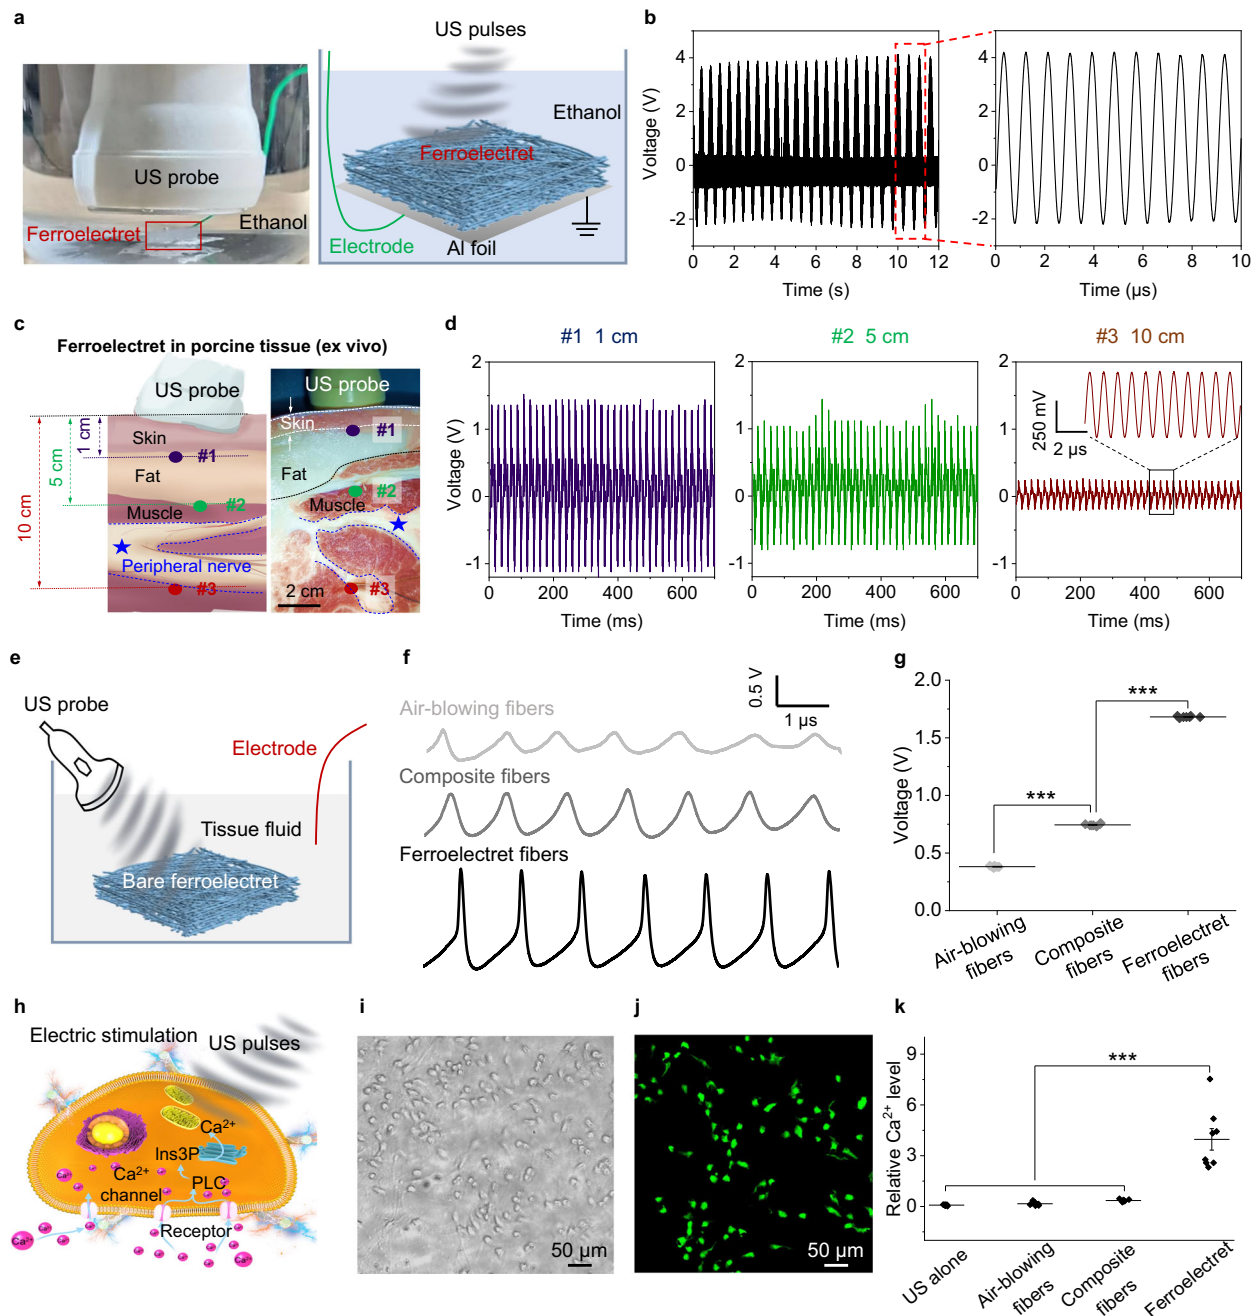 a
US pulses
US probe
Ethanol
Ferroelectret
Ethanol
Ferroelectret
Electrode
Al foil
b
Voltage (V)
4
2
0
-2
0 2 4 6 8 10 12
Time (s)
4
2
0
-2
0 2 4 6 8 10
Time (µs)
c
Ferroelectret in porcine tissue (ex vivo)
US probe
Skin
Fat
Muscle
Peripheral nerve
1 cm
5 cm
10 cm
#1
#2
#3
US probe
Skin
#1
Fat
#2
Muscle
#3
2 cm
d
#1 1 cm
Voltage (V)
2
1
0
-1
0 200 400 600
Time (ms)
#2 5 cm
2
1
0
-1
0 200 400 600
Time (ms)
#3 10 cm
2
1
0
-1
250 mV
2 µs
0 200 400 600
Time (ms)
e
US probe
Electrode
Tissue fluid
Bare ferroelectret
f
0.5 V
1 µs
Air-blowing fibers
Composite fibers
Ferroelectret fibers
g
Voltage (V)
2.0
1.5
1.0
0.5
0.0
***
***
Air-blowing
fibers
Composite
fibers
Ferroelectret
fibers
h
Electric stimulation
US pulses
Ca²⁺
Ins3P
Ca²⁺
channel
PLC
Receptor
Ca²⁺
Ca²⁺
Ca²⁺
i
50 µm
j
50 µm
k
Relative Ca²⁺ level
9
6
3
0
***
US alone
Air-blowing
fibers
Composite
fibers
Ferroelectret